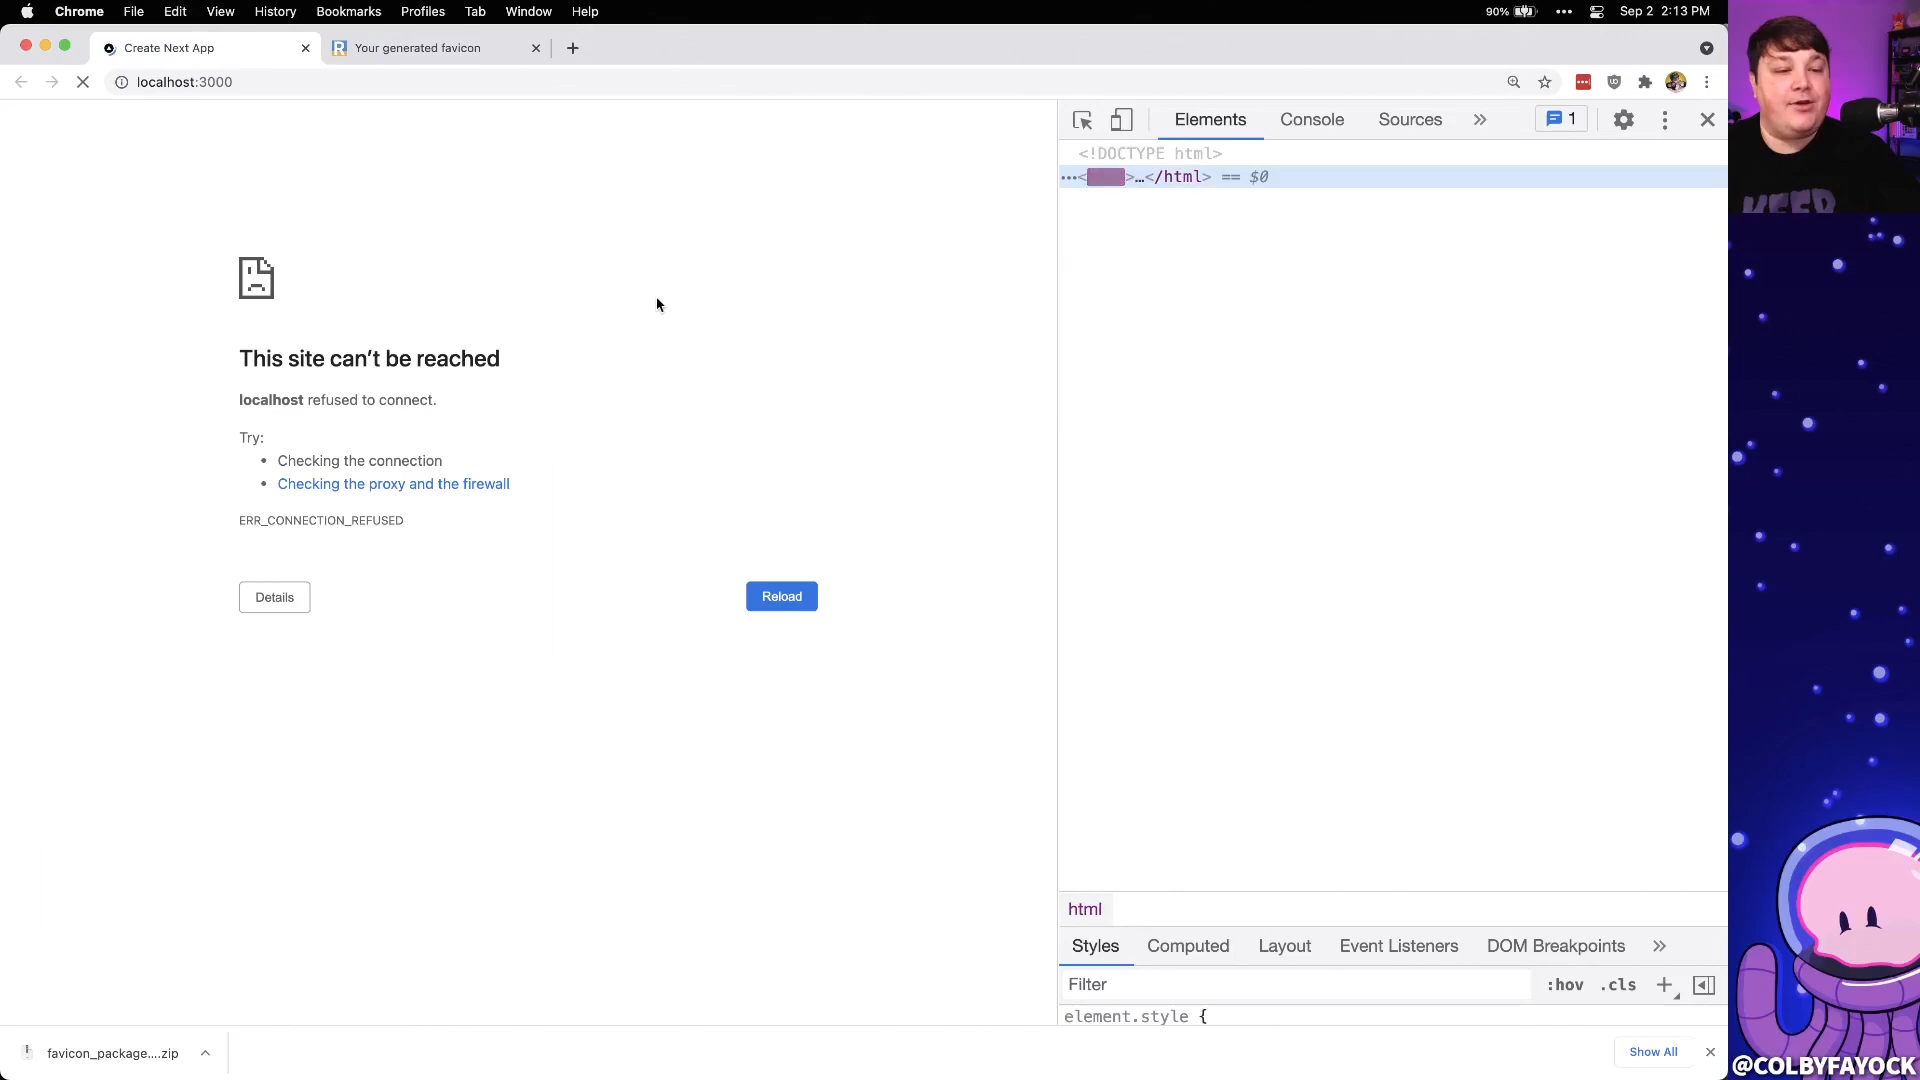 Chrome File Edit View History Bookmarks Profiles Tab Window Help 90% Sep 2 2:13 PM
Create Next App Your generated favicon
localhost:3000
Elements Console Sources 1
<!DOCTYPE html>
…</html> == $0
This site can’t be reached
localhost refused to connect.
Try:
• Checking the connection
• Checking the proxy and the firewall
ERR_CONNECTION_REFUSED
Details Reload
html
Styles Computed Layout Event Listeners DOM Breakpoints
Filter :hov .cls
element.style {
favicon_package....zip Show All
KEEP
@COLBYFAYOCK